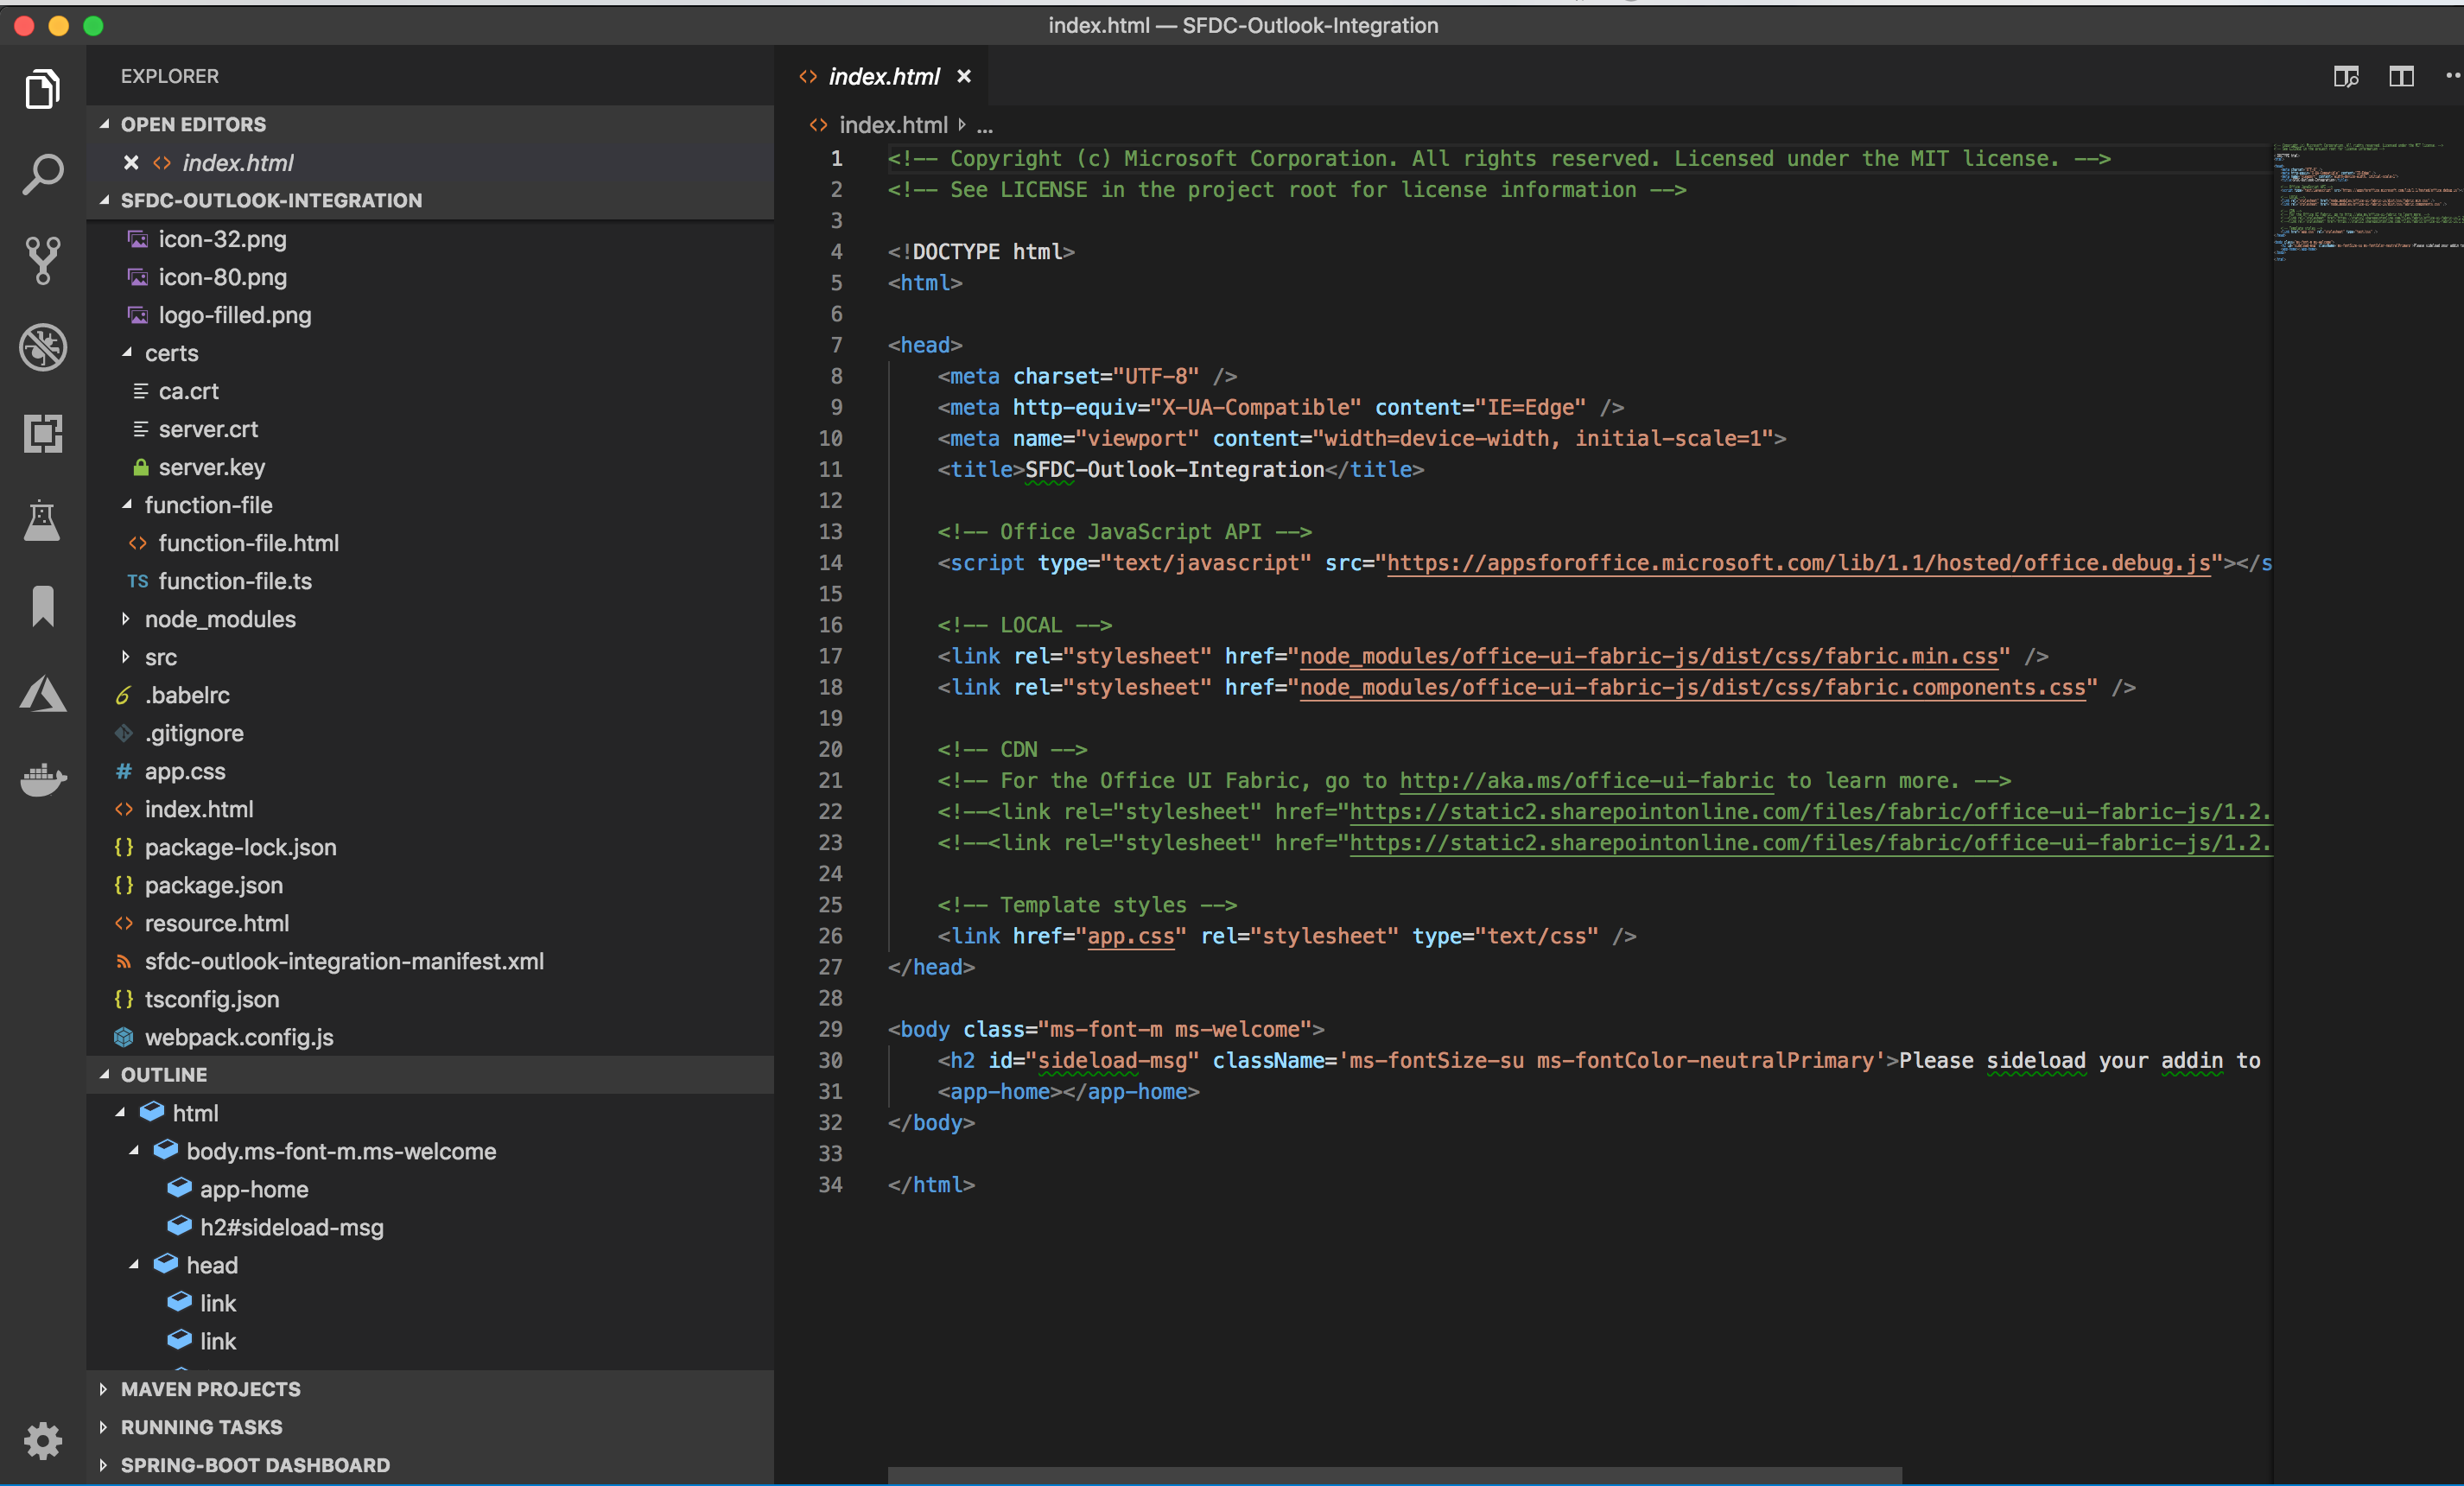 index.html — SFDC-Outlook-Integration
EXPLORER
OPEN EDITORS
index.html
SFDC-OUTLOOK-INTEGRATION
icon-32.png
icon-80.png
logo-filled.png
certs
ca.crt
server.crt
server.key
function-file
function-file.html
TS function-file.ts
node_modules
src
.babelrc
.gitignore
# app.css
index.html
{} package-lock.json
{} package.json
resource.html
sfdc-outlook-integration-manifest.xml
{} tsconfig.json
webpack.config.js
OUTLINE
html
body.ms-font-m.ms-welcome
app-home
h2#sideload-msg
head
link
link
MAVEN PROJECTS
RUNNING TASKS
SPRING-BOOT DASHBOARD
index.html
index.html ...
1 <!-- Copyright (c) Microsoft Corporation. All rights reserved. Licensed under the MIT license. -->
2 <!-- See LICENSE in the project root for license information -->
3
4 <!DOCTYPE html>
5 <html>
6
7 <head>
8 <meta charset="UTF-8" />
9 <meta http-equiv="X-UA-Compatible" content="IE=Edge" />
10 <meta name="viewport" content="width=device-width, initial-scale=1">
11 <title>SFDC-Outlook-Integration</title>
12
13 <!-- Office JavaScript API -->
14 <script type="text/javascript" src="https://appsforoffice.microsoft.com/lib/1.1/hosted/office.debug.js"></s
15
16 <!-- LOCAL -->
17 <link rel="stylesheet" href="node_modules/office-ui-fabric-js/dist/css/fabric.min.css" />
18 <link rel="stylesheet" href="node_modules/office-ui-fabric-js/dist/css/fabric.components.css" />
19
20 <!-- CDN -->
21 <!-- For the Office UI Fabric, go to http://aka.ms/office-ui-fabric to learn more. -->
22 <!--<link rel="stylesheet" href="https://static2.sharepointonline.com/files/fabric/office-ui-fabric-js/1.2.
23 <!--<link rel="stylesheet" href="https://static2.sharepointonline.com/files/fabric/office-ui-fabric-js/1.2.
24
25 <!-- Template styles -->
26 <link href="app.css" rel="stylesheet" type="text/css" />
27 </head>
28
29 <body class="ms-font-m ms-welcome">
30 <h2 id="sideload-msg" className='ms-fontSize-su ms-fontColor-neutralPrimary'>Please sideload your addin to
31 <app-home></app-home>
32 </body>
33
34 </html>